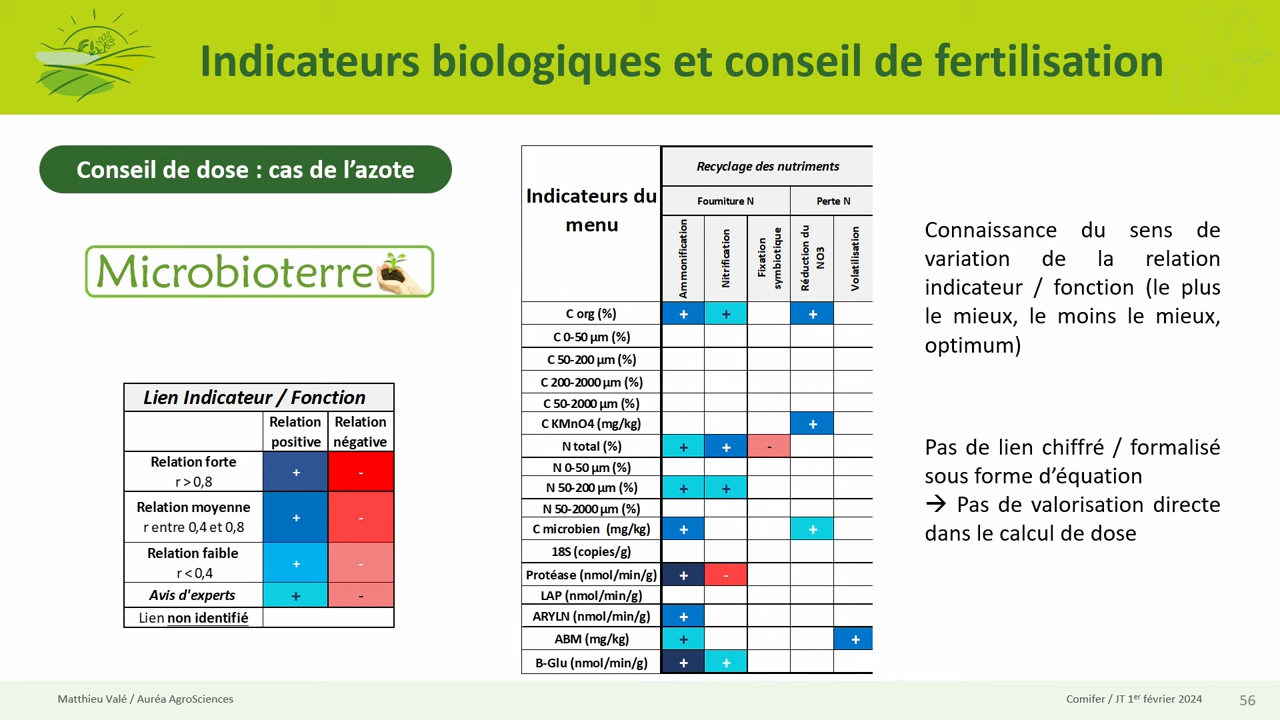 Indicateurs biologiques et conseil de fertilisation
Conseil de dose : cas de l’azote
Microbioterre
Lien Indicateur / Fonction
Relation positive
Relation négative
Relation forte
r > 0,8
+
-
Relation moyenne
r entre 0,4 et 0,8
+
-
Relation faible
r < 0,4
+
-
Avis d'experts
+
-
Lien non identifié
Indicateurs du
menu
Recyclage des nutriments
Fourniture N
Perte N
Ammonification
Nitrification
Fixation
symbiotique
Réduction du
NO3
Volatilisation
C org (%)
+
+
+
C 0-50 µm (%)
C 50-200 µm (%)
C 200-2000 µm (%)
C 50-2000 µm (%)
C KMnO4 (mg/kg)
+
N total (%)
+
+
-
N 0-50 µm (%)
N 50-200 µm (%)
+
+
N 50-2000 µm (%)
C microbien (mg/kg)
+
+
18S (copies/g)
Protéase (nmol/min/g)
+
-
LAP (nmol/min/g)
ARYLN (nmol/min/g)
+
ABM (mg/kg)
+
+
B-Glu (nmol/min/g)
+
+
Connaissance du sens de
variation de la relation
indicateur / fonction (le plus
le mieux, le moins le mieux,
optimum)
Pas de lien chiffré / formalisé
sous forme d’équation
→ Pas de valorisation directe
dans le calcul de dose
Matthieu Valé / Auréa AgroSciences
Comifer / JT 1er février 2024
56